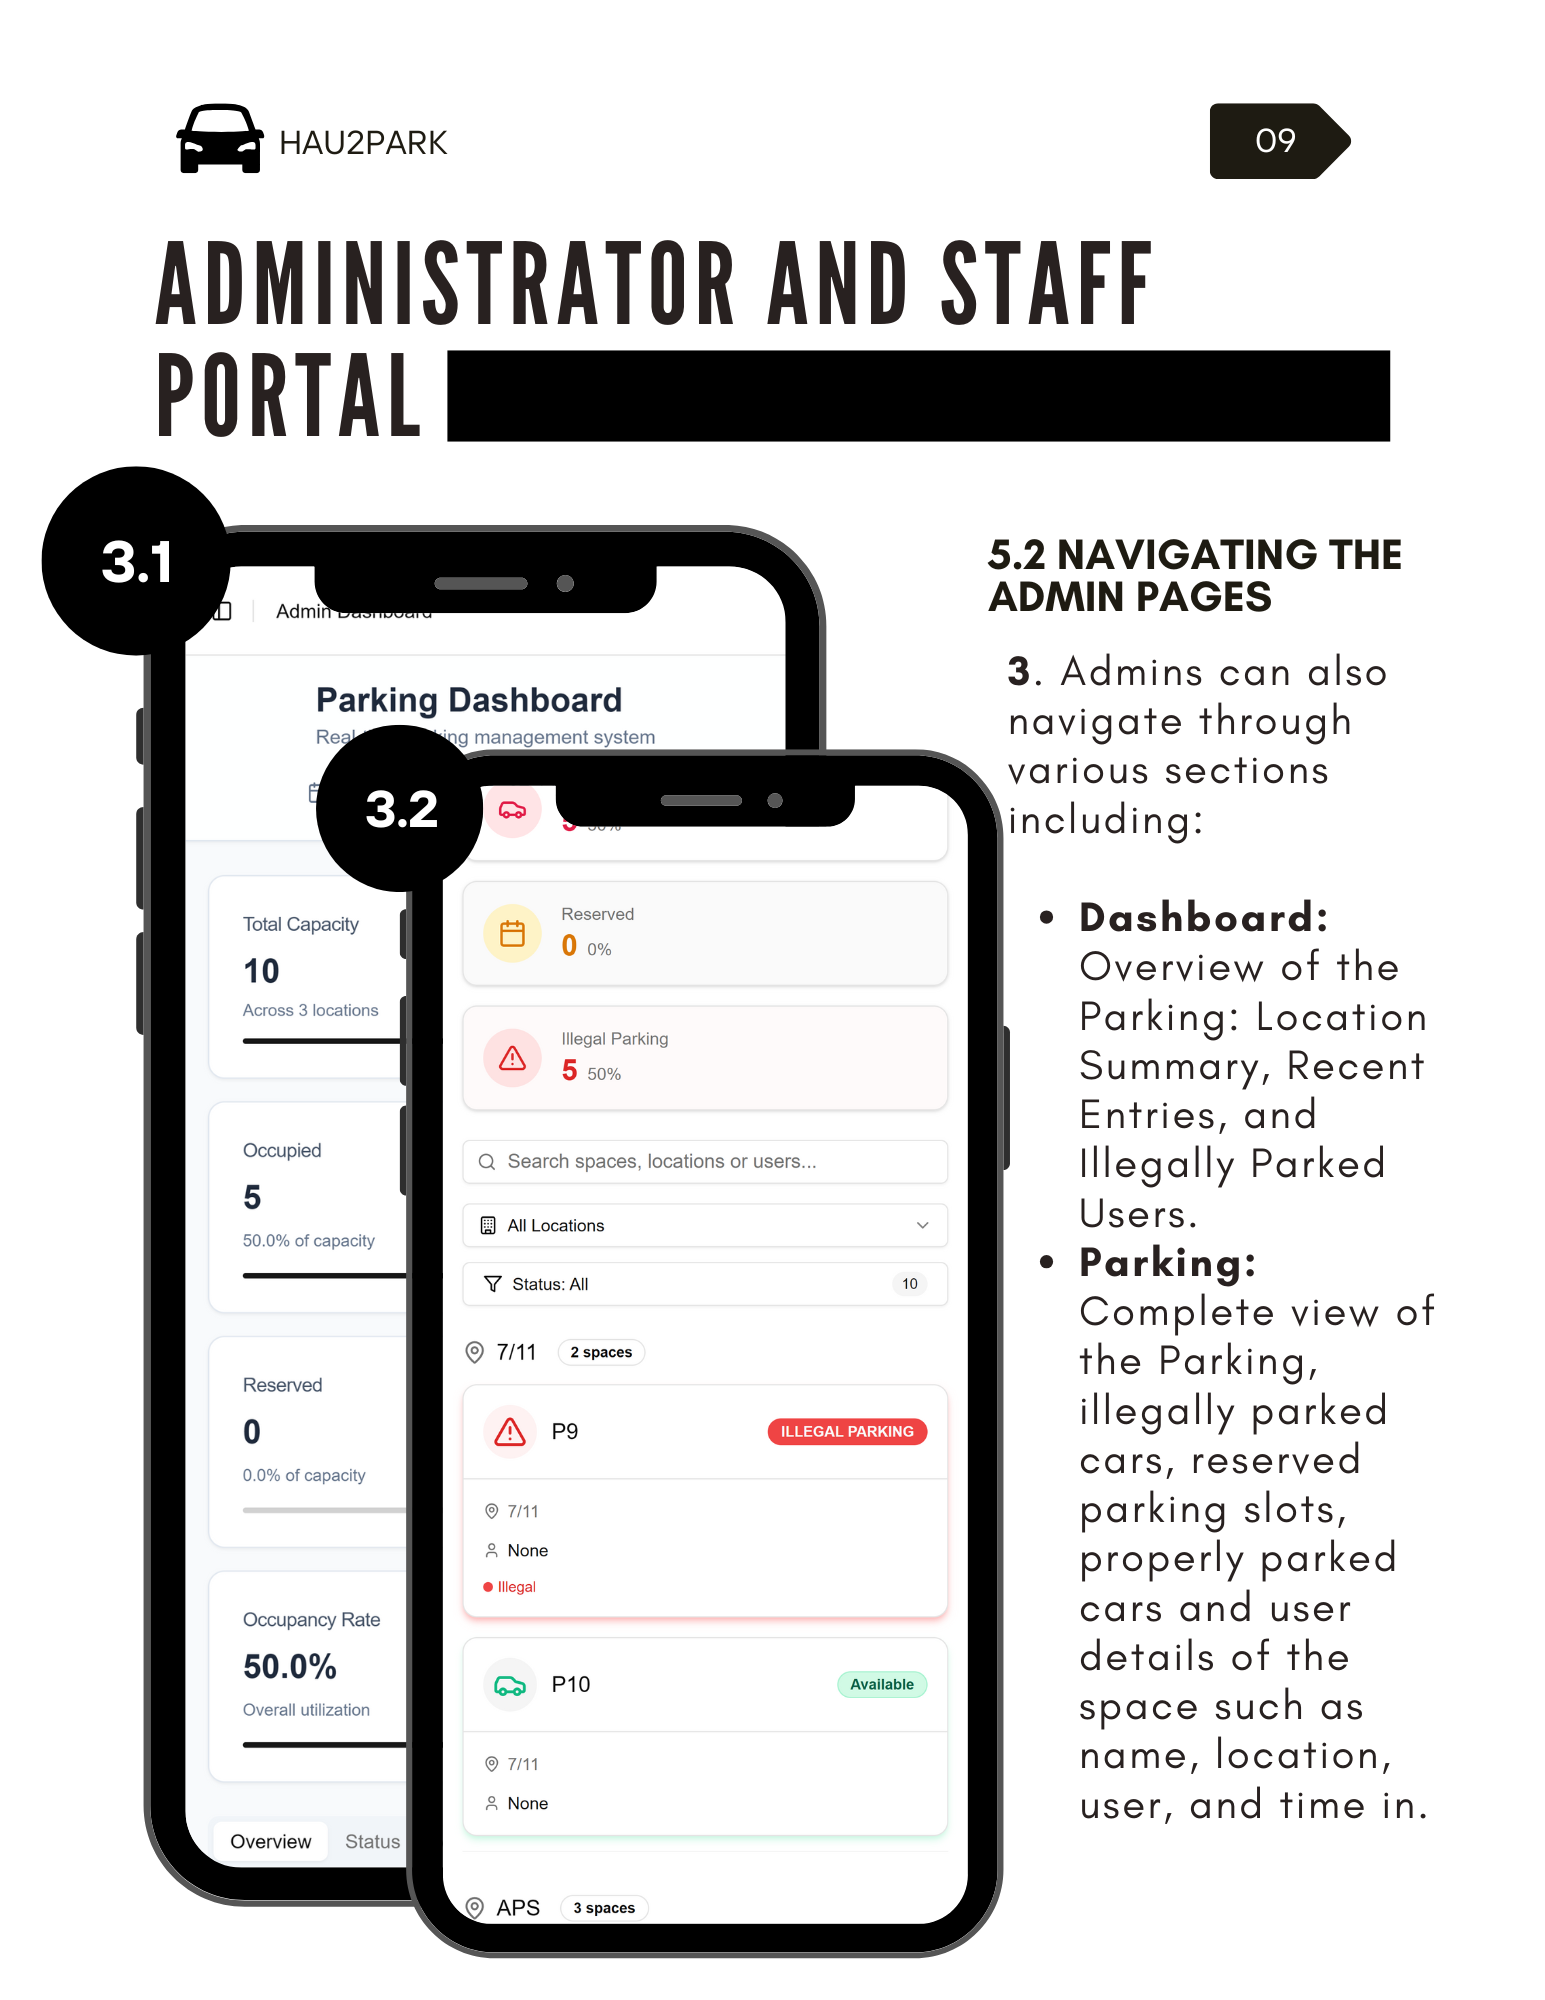 HAU2PARK
09
ADMINISTRATOR AND STAFF
PORTAL
3.1
Admin Dashboard
Parking Dashboard
management system
Total Capacity
10
Across 3 locations
Occupied
5
50.0% of capacity
Reserved
0
0.0% of capacity
Occupancy Rate
50.0%
Overall utilization
Overview Status
3.2
Reserved
0 0%
Illegal Parking
5 50%
Search spaces, locations or users...
All Locations
Status: All 10
7/11 2 spaces
P9 ILLEGAL PARKING
7/11
None
Illegal
P10 Available
7/11
None
APS 3 spaces
5.2 NAVIGATING THE
ADMIN PAGES
3. Admins can also
navigate through
various sections
including:
• Dashboard:
Overview of the
Parking: Location
Summary, Recent
Entries, and
Illegally Parked
Users.
• Parking:
Complete view of
the Parking,
illegally parked
cars, reserved
parking slots,
properly parked
cars and user
details of the
space such as
name, location,
user, and time in.